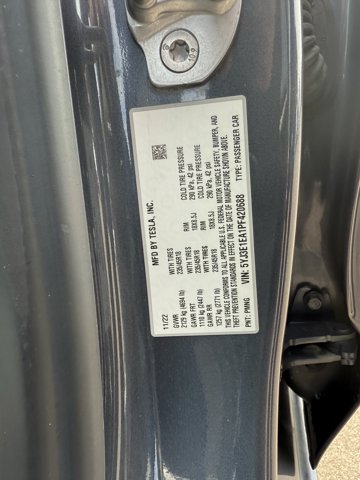 MFD BY TESLA, INC.
11/22
GVWR WITH TIRES RIM COLD TIRE PRESSURE
2129 kg (4694 lb) 235/45R18 18X8.5J 290 kPa, 42 psi
GAWR FRT WITH TIRES RIM COLD TIRE PRESSURE
1110 kg (2447 lb) 235/45R18 18X8.5J 290 kPa, 42 psi
GAWR RR
1257 kg (2771 lb)
THIS VEHICLE CONFORMS TO ALL APPLICABLE U.S. FEDERAL MOTOR VEHICLE SAFETY, BUMPER, AND
THEFT PREVENTION STANDARDS IN EFFECT ON THE DATE OF MANUFACTURE SHOWN ABOVE.
VIN: 5YJ3E1EA1PF420688 TYPE: PASSENGER CAR
PNT: PMNG